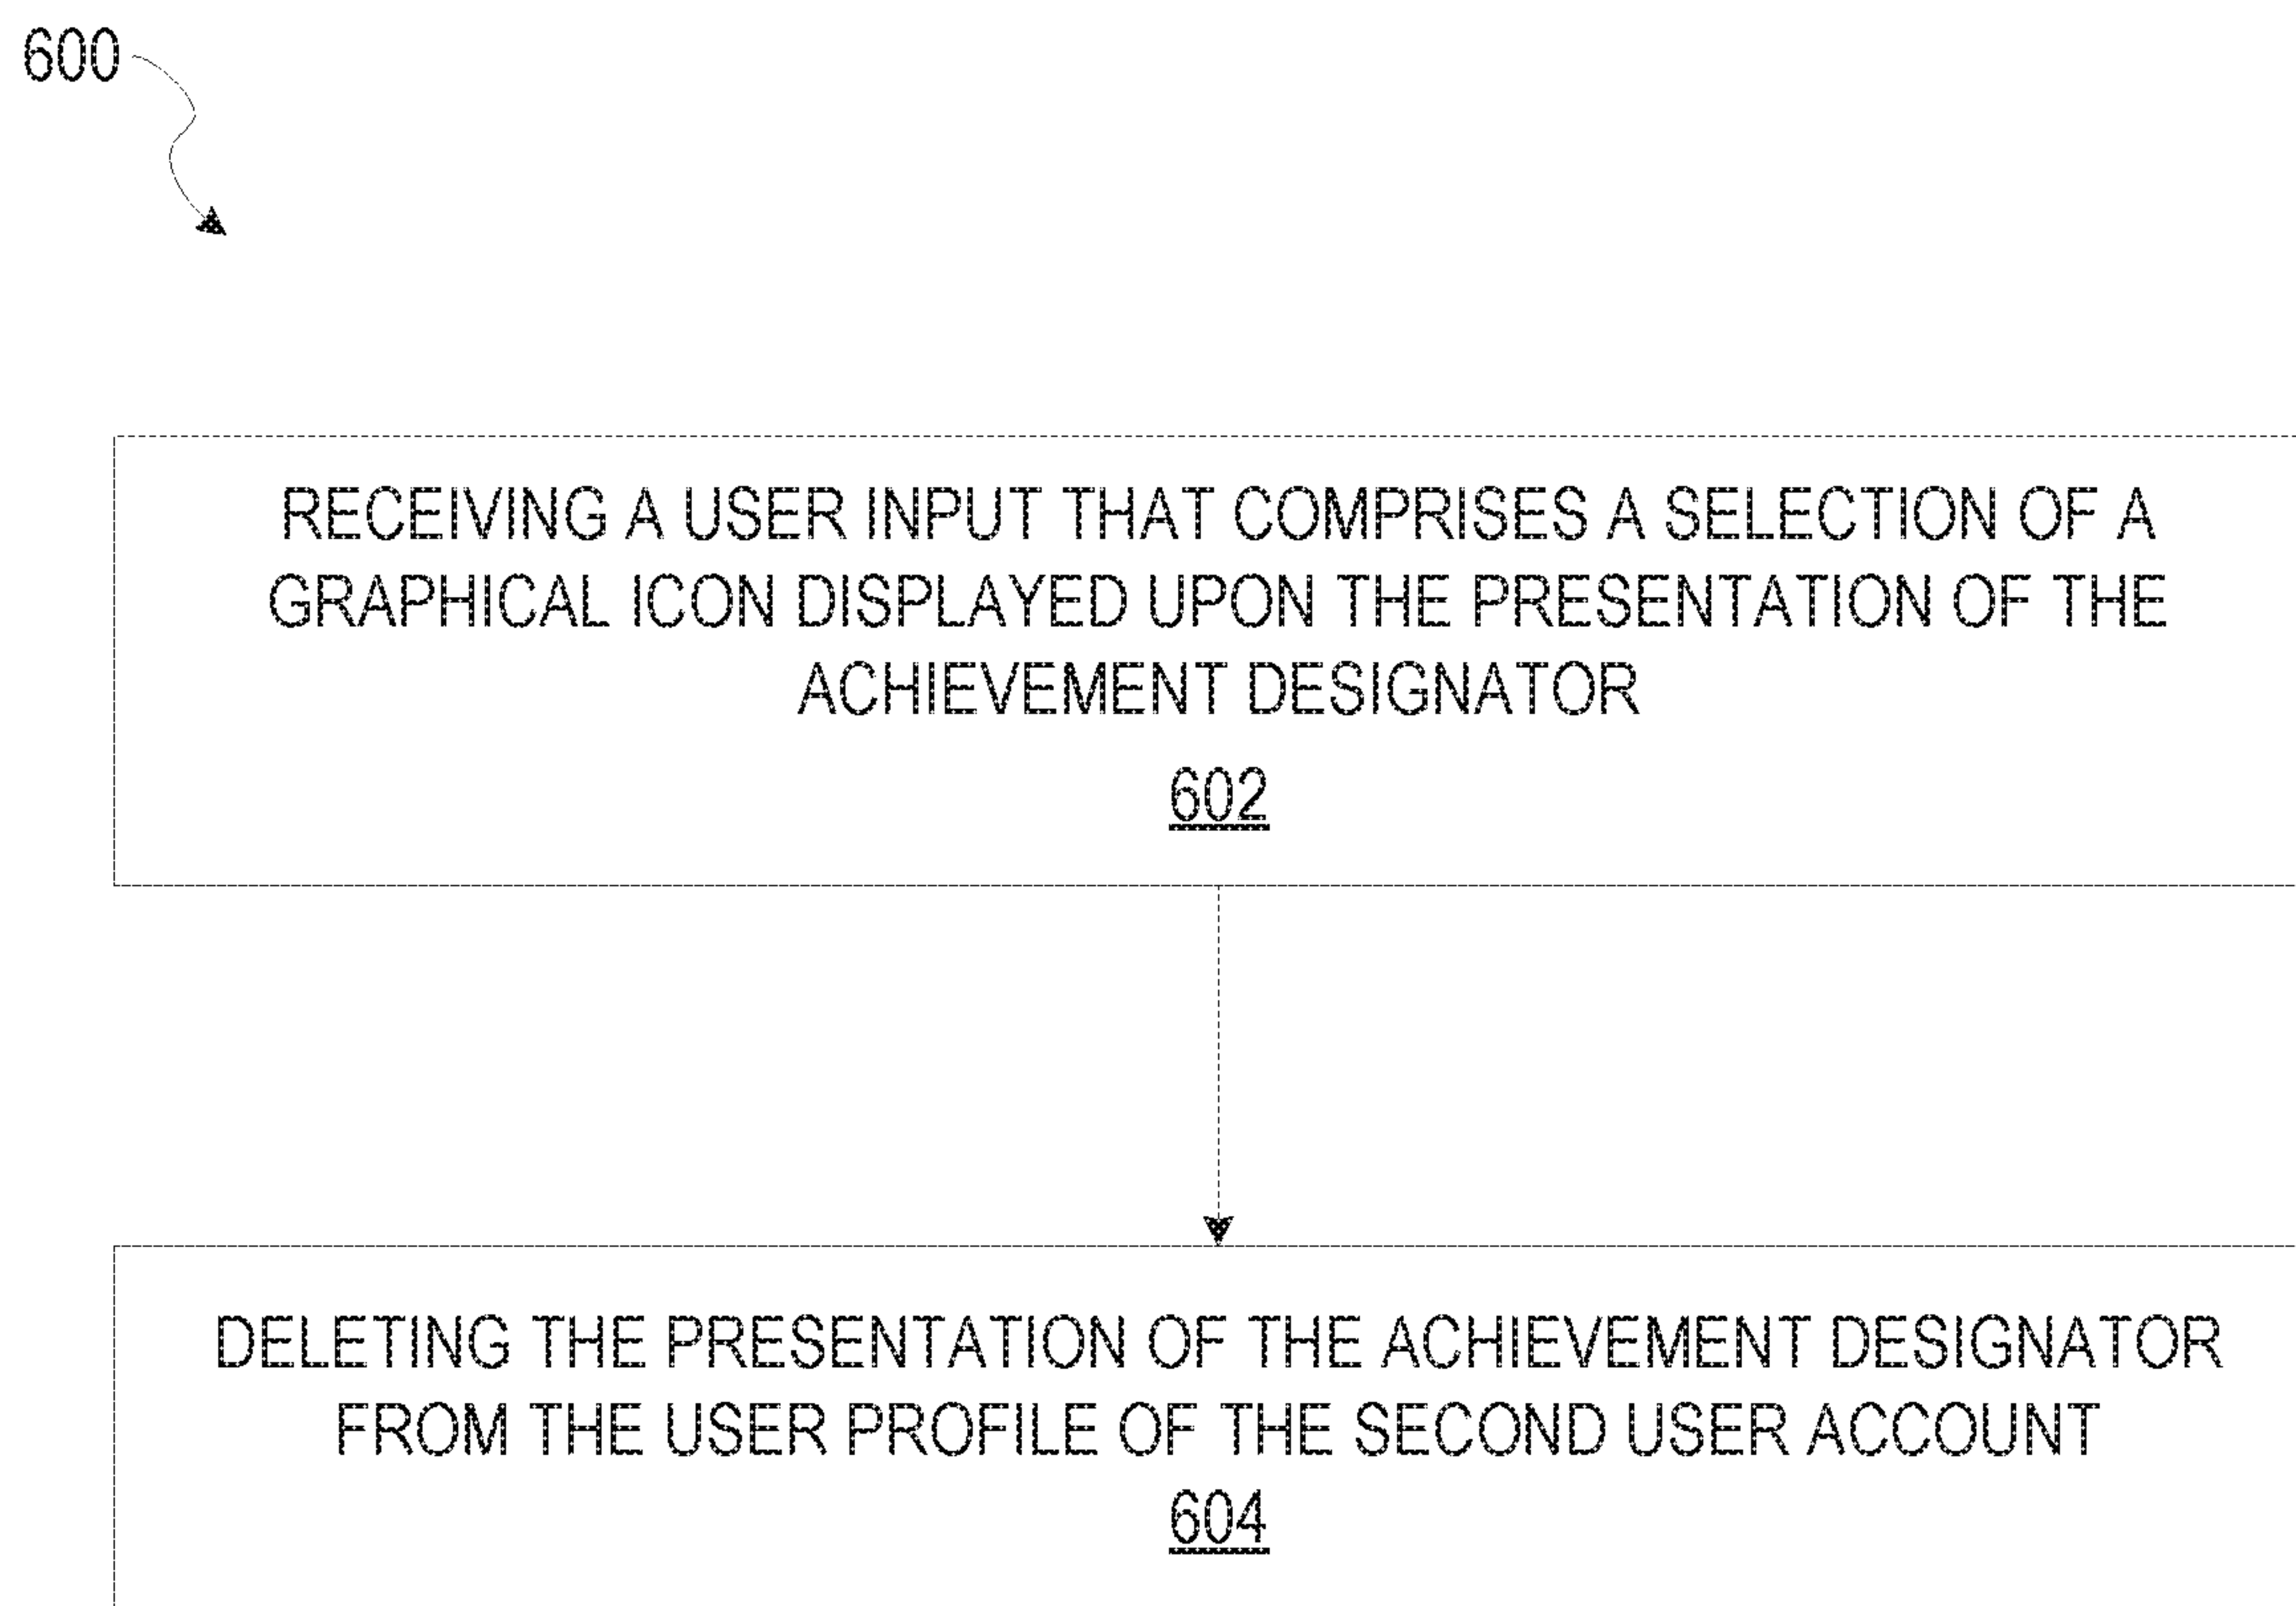 600
RECEIVING A USER INPUT THAT COMPRISES A SELECTION OF A
GRAPHICAL ICON DISPLAYED UPON THE PRESENTATION OF THE
ACHIEVEMENT DESIGNATOR
602
DELETING THE PRESENTATION OF THE ACHIEVEMENT DESIGNATOR
FROM THE USER PROFILE OF THE SECOND USER ACCOUNT
604